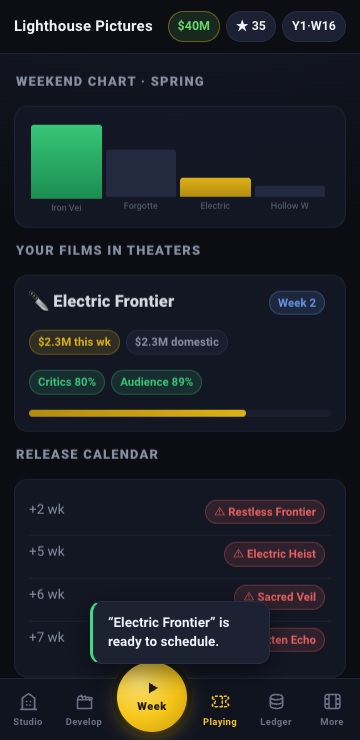 Lighthouse Pictures
$40M
★ 35
Y1·W16
WEEKEND CHART · SPRING
Iron Vei
Forgotte
Electric
Hollow W
YOUR FILMS IN THEATERS
Electric Frontier
Week 2
$2.3M this wk
$2.3M domestic
Critics 80%
Audience 89%
RELEASE CALENDAR
+2 wk
⚠ Restless Frontier
+5 wk
⚠ Electric Heist
+6 wk
⚠ Sacred Veil
+7 wk
Echo
“Electric Frontier” is
ready to schedule.
Studio
Develop
Week
Playing
Ledger
More